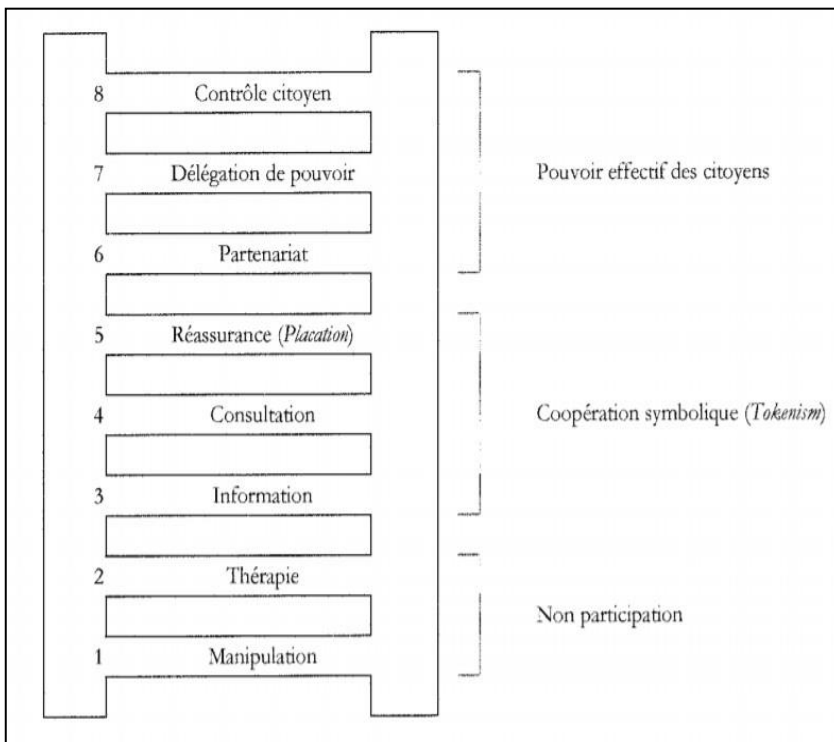 8 Contrôle citoyen
7 Délégation de pouvoir
Pouvoir effectif des citoyens
6 Partenariat
5 Réassurance (Placation)
4 Consultation
Coopération symbolique (Tokenism)
3 Information
2 Thérapie
Non participation
1 Manipulation